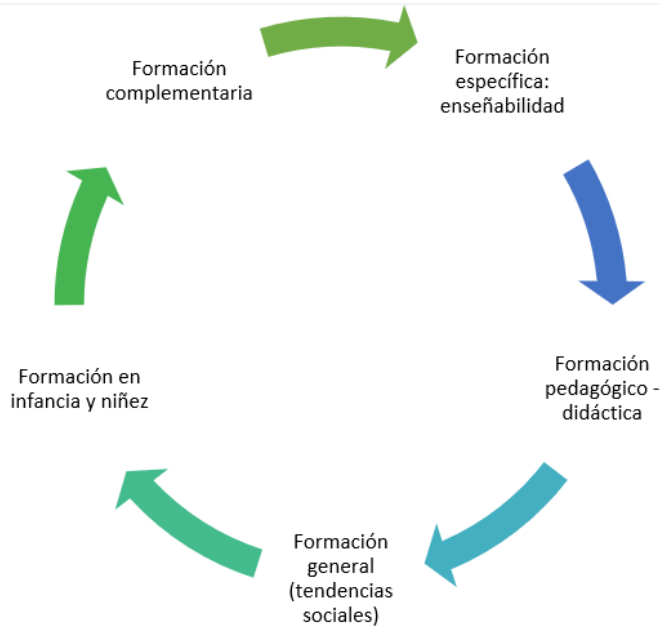 Formación
complementaria
Formación
específica:
enseñabilidad
Formación
pedagógico -
didáctica
Formación
general
(tendencias
sociales)
Formación en
infancia y niñez